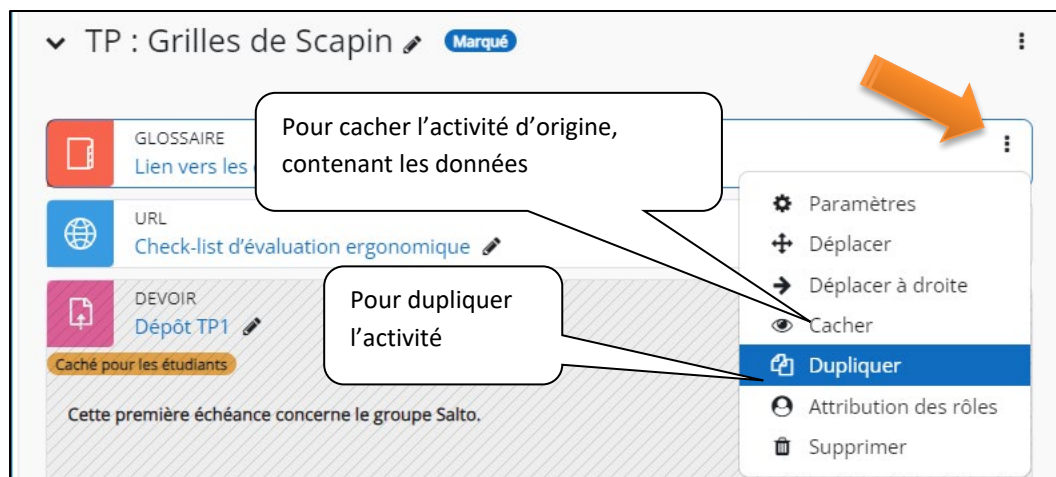 TP : Grilles de Scapin Marqué
Pour cacher l’activité d’origine,
contenant les données
GLOSSAIRE
Lien vers les
URL
Check-list d’évaluation ergonomique
DEVOIR
Dépôt TP1
Caché pour les étudiants
Cette première échéance concerne le groupe Salto.
Pour dupliquer
l’activité
Paramètres
Déplacer
Déplacer à droite
Cacher
Dupliquer
Attribution des rôles
Supprimer